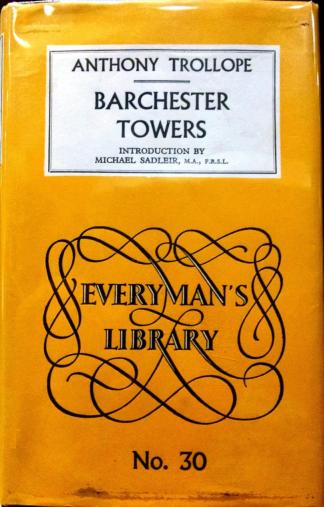 ANTHONY TROLLOPE
BARCHESTER
TOWERS
INTRODUCTION BY
MICHAEL SADLEIR, M.A., F.R.S.L.
EVERYMAN'S
LIBRARY
No. 30